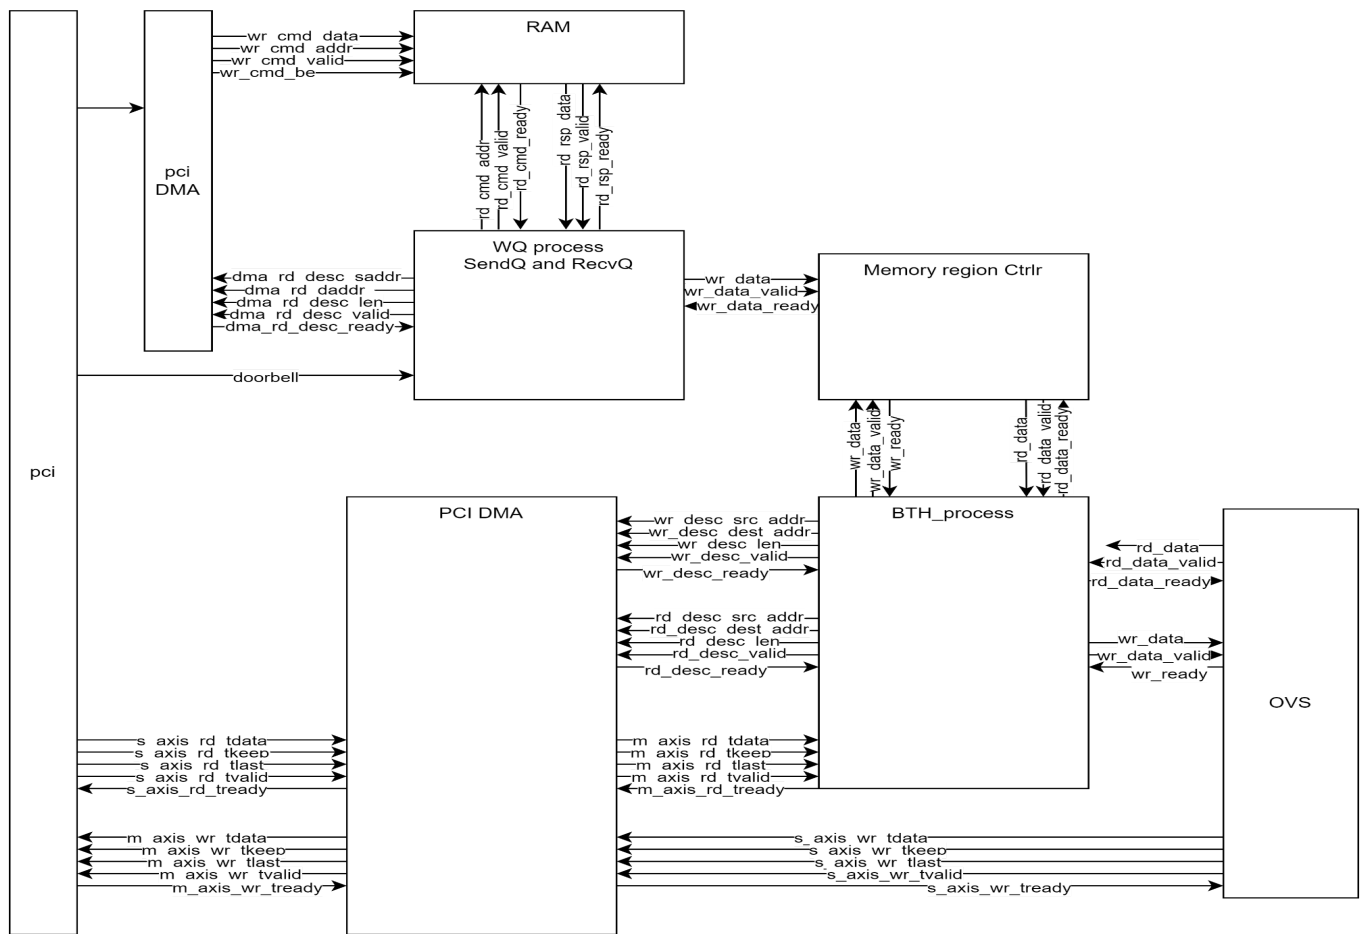 wr_cmd_data
wr_cmd_addr
wr_cmd_valid
wr_cmd_be
RAM
pci
DMA
rd_cmd_addr
rd_cmd_valid
rd_cmd_ready
rd_rsp_data
rd_rsp_valid
rd_rsp_ready
WQ process
SendQ and RecvQ
dma_rd_desc_saddr
dma_rd_daddr
dma_rd_desc_len
dma_rd_desc_valid
dma_rd_desc_ready
doorbell
wr_data
wr_data_valid
wr_data_ready
Memory region Ctrlr
wr_data
wr_data_valid
wr_ready
rd_data
rd_data_valid
rd_data_ready
pci
PCI DMA
wr_desc_src_addr
wr_desc_dest_addr
wr_desc_len
wr_desc_valid
wr_desc_ready
rd_desc_src_addr
rd_desc_dest_addr
rd_desc_len
rd_desc_valid
rd_desc_ready
BTH_process
rd_data
rd_data_valid
rd_data_ready
wr_data
wr_data_valid
wr_ready
OVS
s_axis_rd_tdata
s_axis_rd_tkeep
s_axis_rd_tlast
s_axis_rd_tvalid
s_axis_rd_tready
m_axis_rd_tdata
m_axis_rd_tkeep
m_axis_rd_tlast
m_axis_rd_tvalid
m_axis_rd_tready
m_axis_wr_tdata
m_axis_wr_tkeep
m_axis_wr_tlast
m_axis_wr_tvalid
m_axis_wr_tready
s_axis_wr_tdata
s_axis_wr_tkeep
s_axis_wr_tlast
s_axis_wr_tvalid
s_axis_wr_tready